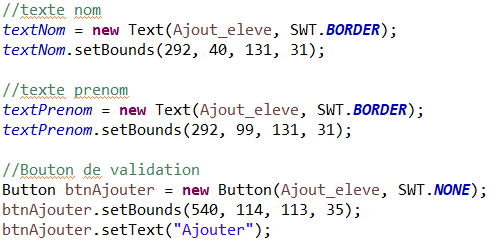 //texte nom
textNom = new Text(Ajout_eleve, SWT.BORDER);
textNom.setBounds(292, 40, 131, 31);
//texte prenom
textPrenom = new Text(Ajout_eleve, SWT.BORDER);
textPrenom.setBounds(292, 99, 131, 31);
//Bouton de validation
Button btnAjouter = new Button(Ajout_eleve, SWT.NONE);
btnAjouter.setBounds(540, 114, 113, 35);
btnAjouter.setText("Ajouter");